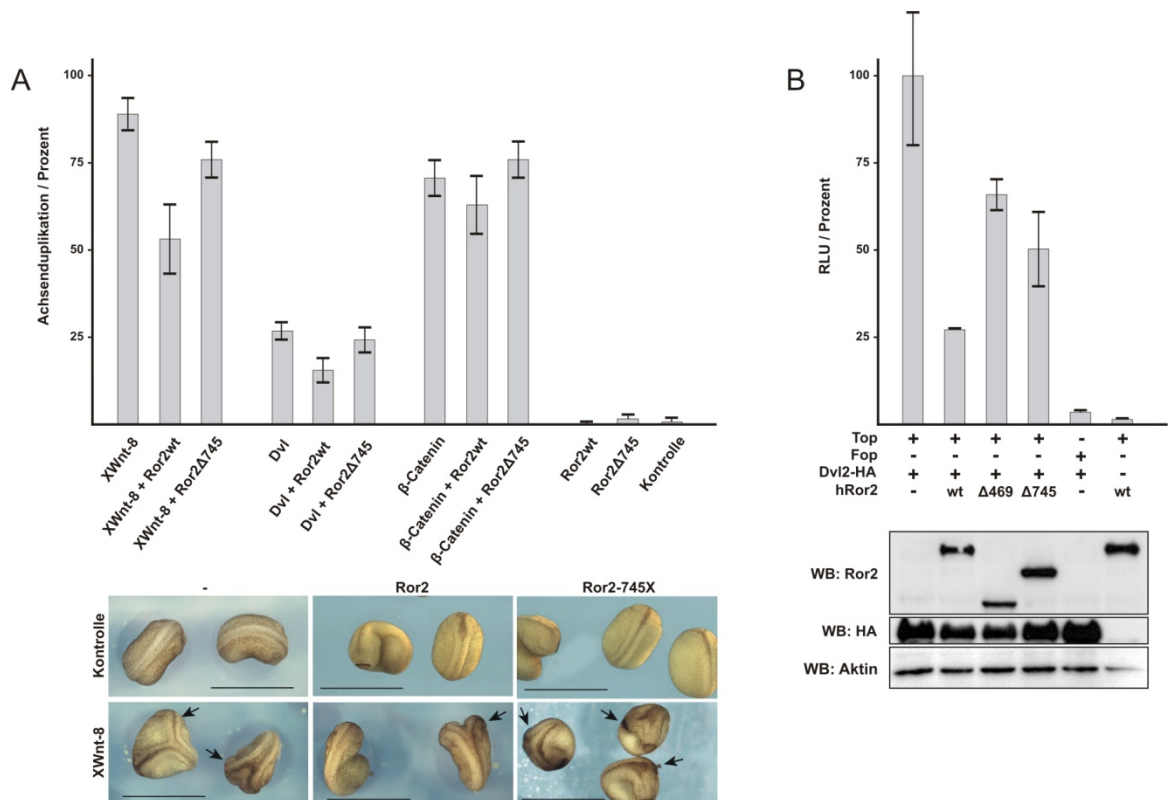 A
Achsenduplikation / Prozent
100
75
50
25
XWnt-8
XWnt-8 + Ror2wt
XWnt-8 + Ror2Δ745
Dvl
Dvl + Ror2wt
Dvl + Ror2Δ745
β-Catenin
β-Catenin + Ror2wt
β-Catenin + Ror2Δ745
Ror2wt
Ror2Δ745
Kontrolle
- Ror2 Ror2-745X
Kontrolle
XWnt-8
B
RLU / Prozent
100
75
50
25
Top + + + + - +
Fop - - - - + -
Dvl2-HA + + + + + -
hRor2 - wt Δ469 Δ745 - wt
WB: Ror2
WB: HA
WB: Aktin